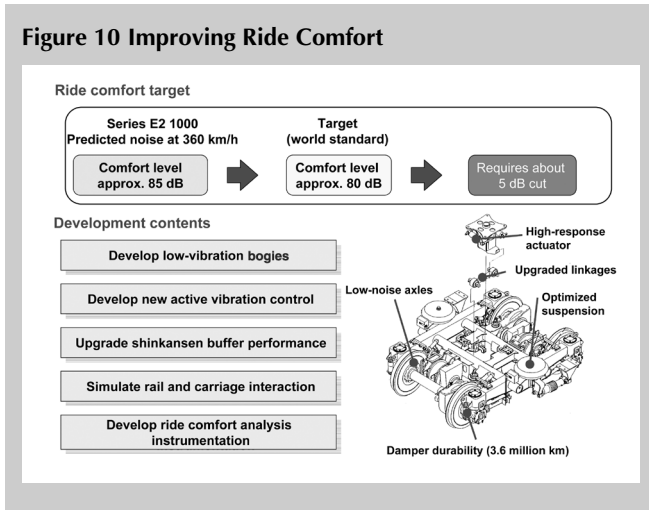 Figure 10 Improving Ride Comfort
Ride comfort target
Series E2 1000
Predicted noise at 360 km/h
Target
(world standard)
Comfort level
approx. 85 dB
Comfort level
approx. 80 dB
Requires about
5 dB cut
Development contents
Develop low-vibration bogies
Develop new active vibration control
Upgrade shinkansen buffer performance
Simulate rail and carriage interaction
Develop ride comfort analysis
instrumentation
High-response
actuator
Upgraded linkages
Low-noise axles
Optimized
suspension
Damper durability (3.6 million km)